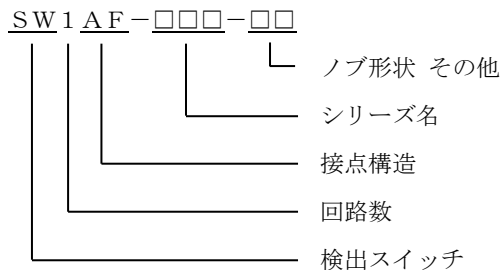 ＳＷ１ＡＦ－□□□－□□
ノブ形状 その他
シリーズ名
接点構造
回路数
検出スイッチ